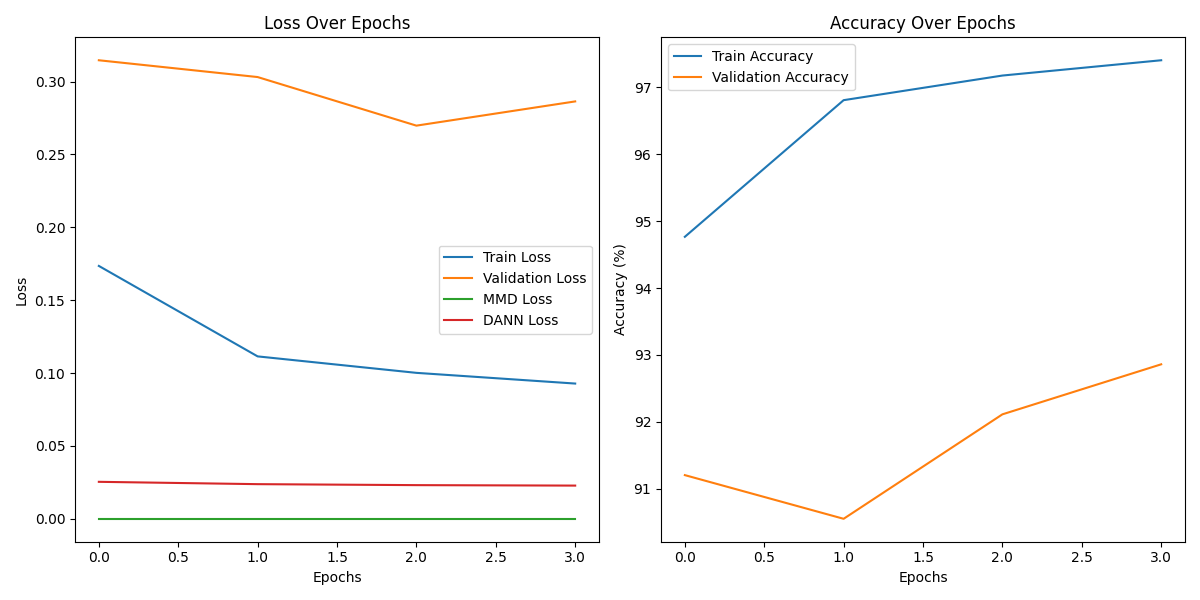 Loss Over Epochs
0.30
0.25
0.20
0.15
0.10
0.05
0.00
Loss
Train Loss
Validation Loss
MMD Loss
DANN Loss
0.0 0.5 1.0 1.5 2.0 2.5 3.0
Epochs
Accuracy Over Epochs
Train Accuracy
Validation Accuracy
97
96
95
94
93
92
91
Accuracy (%)
0.0 0.5 1.0 1.5 2.0 2.5 3.0
Epochs